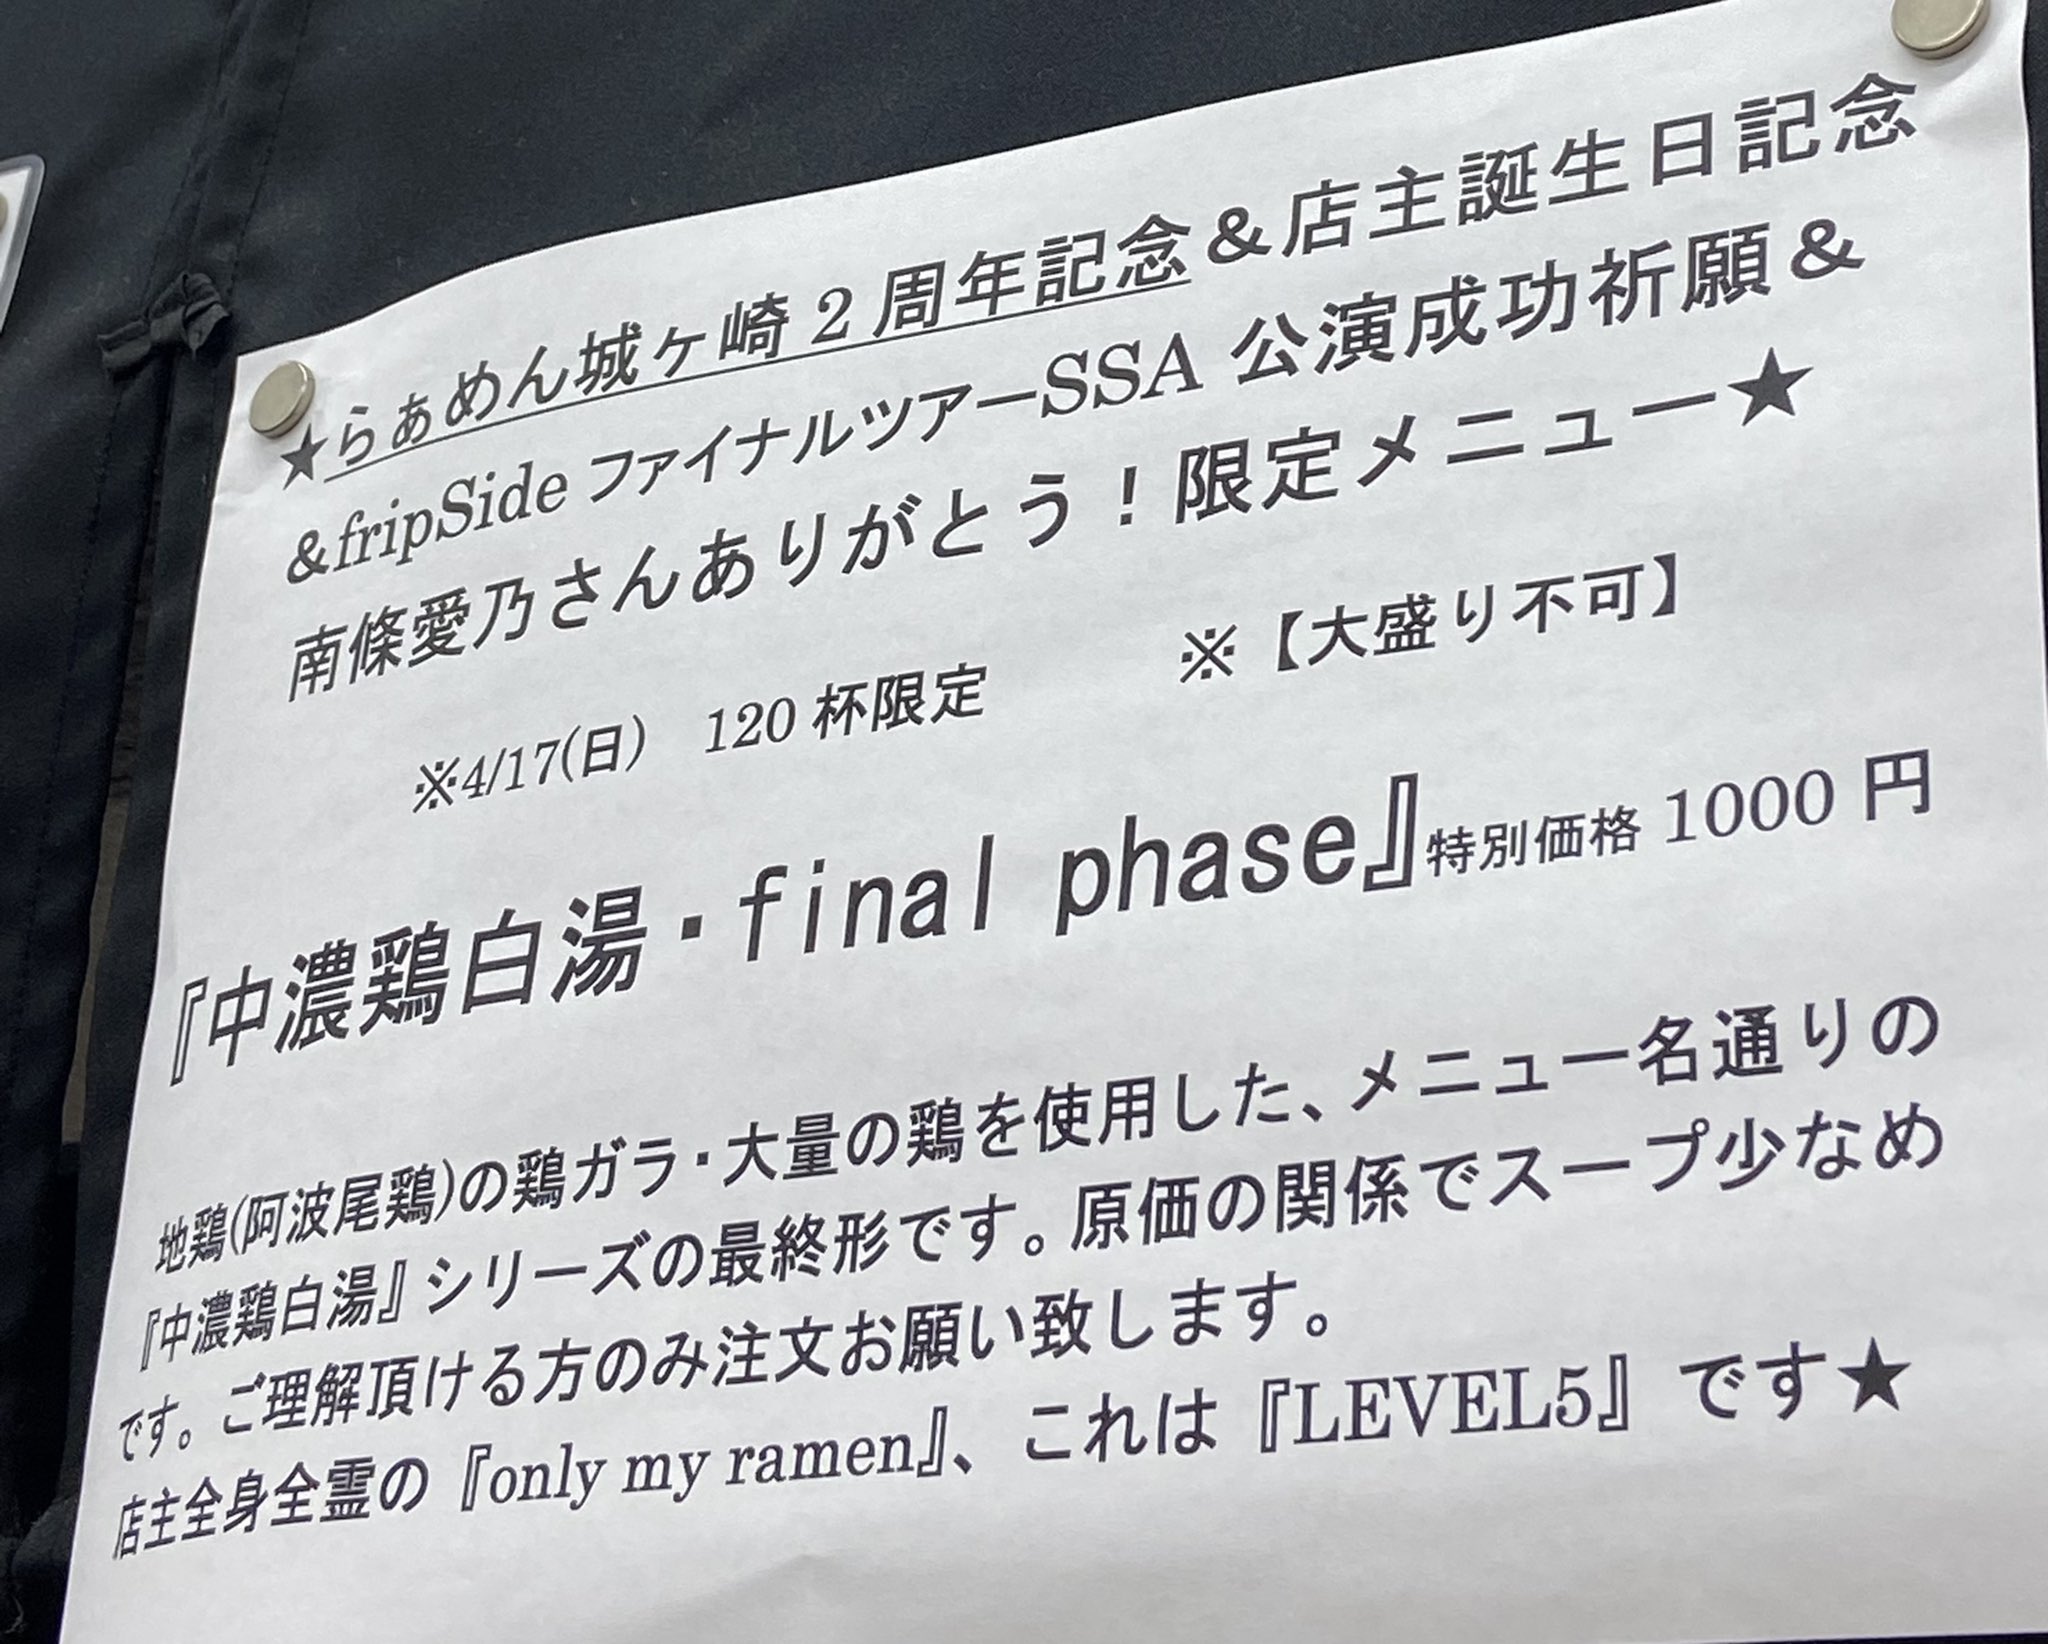 ★らぁめん城ヶ崎２周年記念＆店主誕生日記念
&fripSide ファイナルツアーSSA 公演成功祈願＆
南條愛乃さんありがとう！限定メニュー★
※4/17(日)　120 杯限定　※【大盛り不可】
『中濃鶏白湯・final phase』特別価格 1000 円
地鶏(阿波尾鶏)の鶏ガラ・大量の鶏を使用した、メニュー名通りの
『中濃鶏白湯』シリーズの最終形です。原価の関係でスープ少なめ
です。ご理解頂ける方のみ注文お願い致します。
店主全身全霊の『only my ramen』、これは『LEVEL5』です★